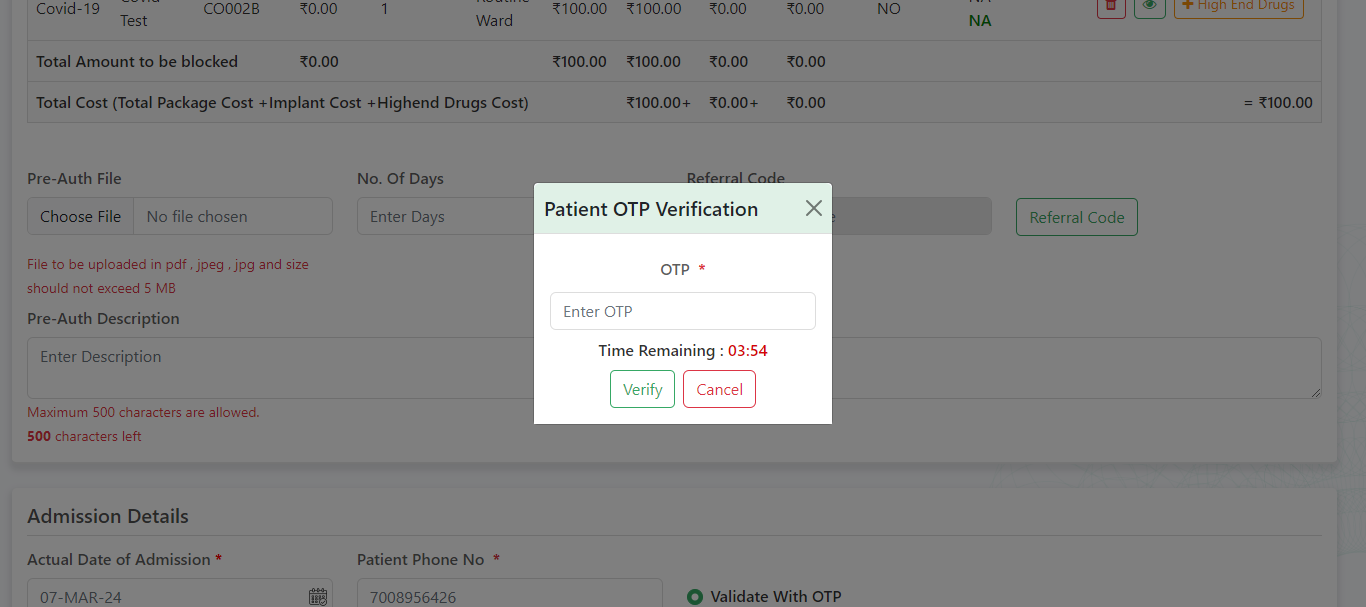 Covid-19 Test CO002B ₹0.00 1 Routine Ward ₹100.00 ₹100.00 ₹0.00 ₹0.00 NO NA High End Drugs
Total Amount to be blocked ₹0.00 ₹100.00 ₹100.00 ₹0.00 ₹0.00
Total Cost (Total Package Cost +Implant Cost +Highend Drugs Cost) ₹100.00+ ₹0.00+ ₹0.00 = ₹100.00
Pre-Auth File No. Of Days Referral Code
Choose File No file chosen Enter Days Referral Code
Patient OTP Verification
OTP *
Enter OTP
Time Remaining : 03:54
Verify Cancel
File to be uploaded in pdf , jpeg , jpg and size
should not exceed 5 MB
Pre-Auth Description
Enter Description
Maximum 500 characters are allowed.
500 characters left
Admission Details
Actual Date of Admission * Patient Phone No *
07-MAR-24 7008956426 Validate With OTP